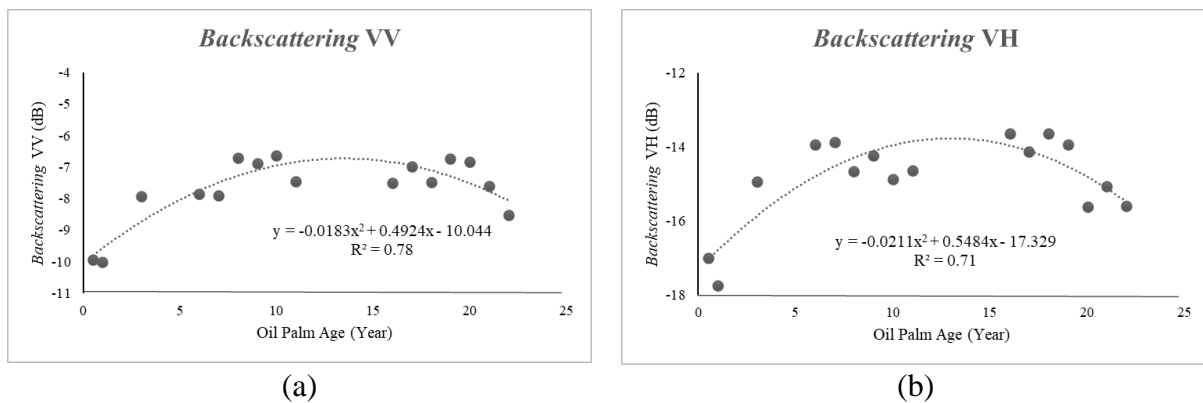 Backscattering VV
-4
-5
-6
-7
-8
-9
-10
-11
Backscattering VV (dB)
y = -0.0183x² + 0.4924x - 10.044
R² = 0.78
0 5 10 15 20 25
Oil Palm Age (Year)
(a)
Backscattering VH
-12
-14
-16
-18
Backscattering VH (dB)
y = -0.0211x² + 0.5484x - 17.329
R² = 0.71
0 5 10 15 20 25
Oil Palm Age (Year)
(b)